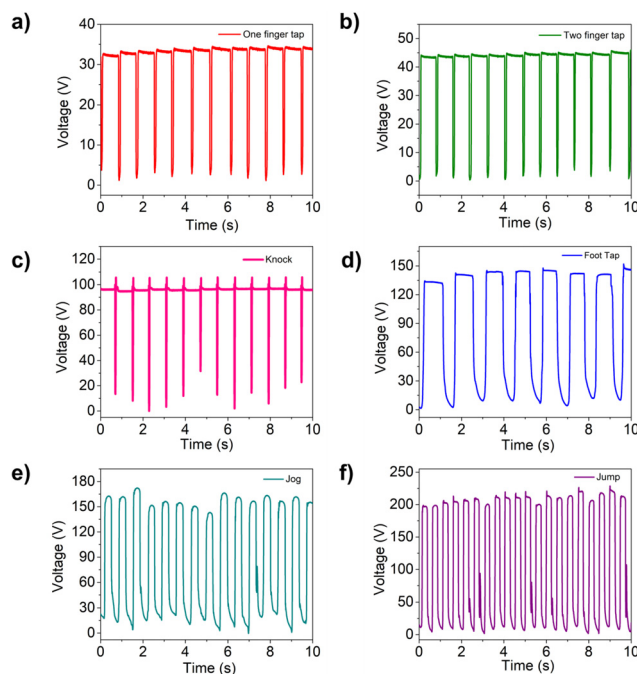 a)
One finger tap
40
30
20
10
0
Voltage (V)
0 2 4 6 8 10
Time (s)
b)
Two finger tap
50
40
30
20
10
0
Voltage (V)
0 2 4 6 8 10
Time (s)
c)
Knock
120
100
80
60
40
20
0
Voltage (V)
0 2 4 6 8 10
Time (s)
d)
Foot Tap
150
120
90
60
30
0
Voltage (V)
0 2 4 6 8 10
Time (s)
e)
Jog
180
150
120
90
60
30
0
Voltage (V)
0 2 4 6 8 10
Time (s)
f)
Jump
250
200
150
100
50
0
Voltage (V)
0 2 4 6 8 10
Time (s)